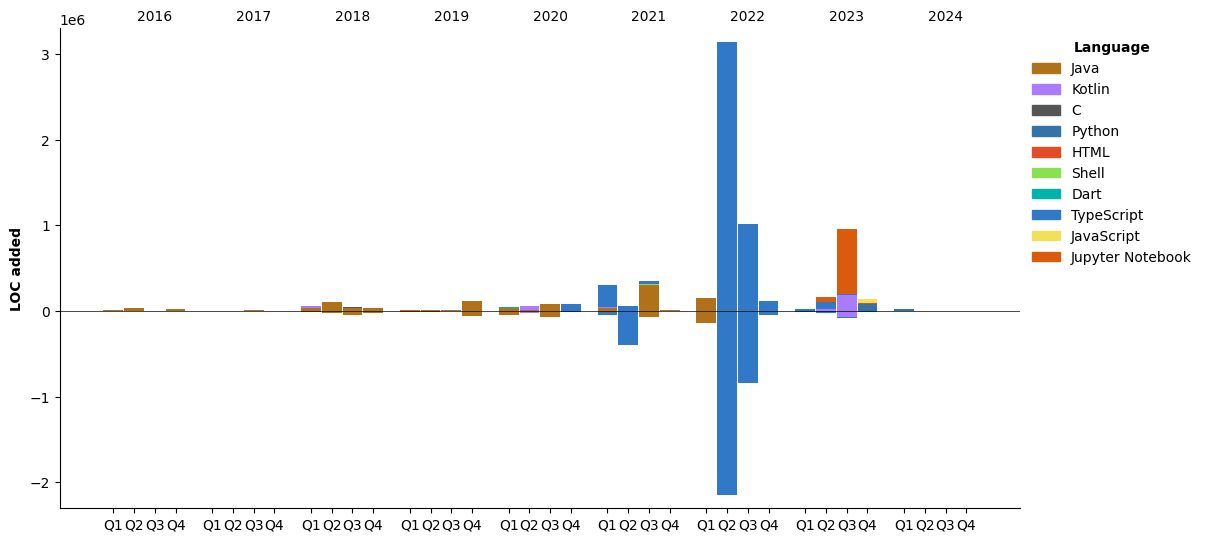 2016 2017 2018 2019 2020 2021 2022 2023 2024
1e6
3
2
1
0
−1
−2
LOC added
Q1 Q2 Q3 Q4 Q1 Q2 Q3 Q4 Q1 Q2 Q3 Q4 Q1 Q2 Q3 Q4 Q1 Q2 Q3 Q4 Q1 Q2 Q3 Q4 Q1 Q2 Q3 Q4 Q1 Q2 Q3 Q4 Q1 Q2 Q3 Q4
Language
Java
Kotlin
C
Python
HTML
Shell
Dart
TypeScript
JavaScript
Jupyter Notebook